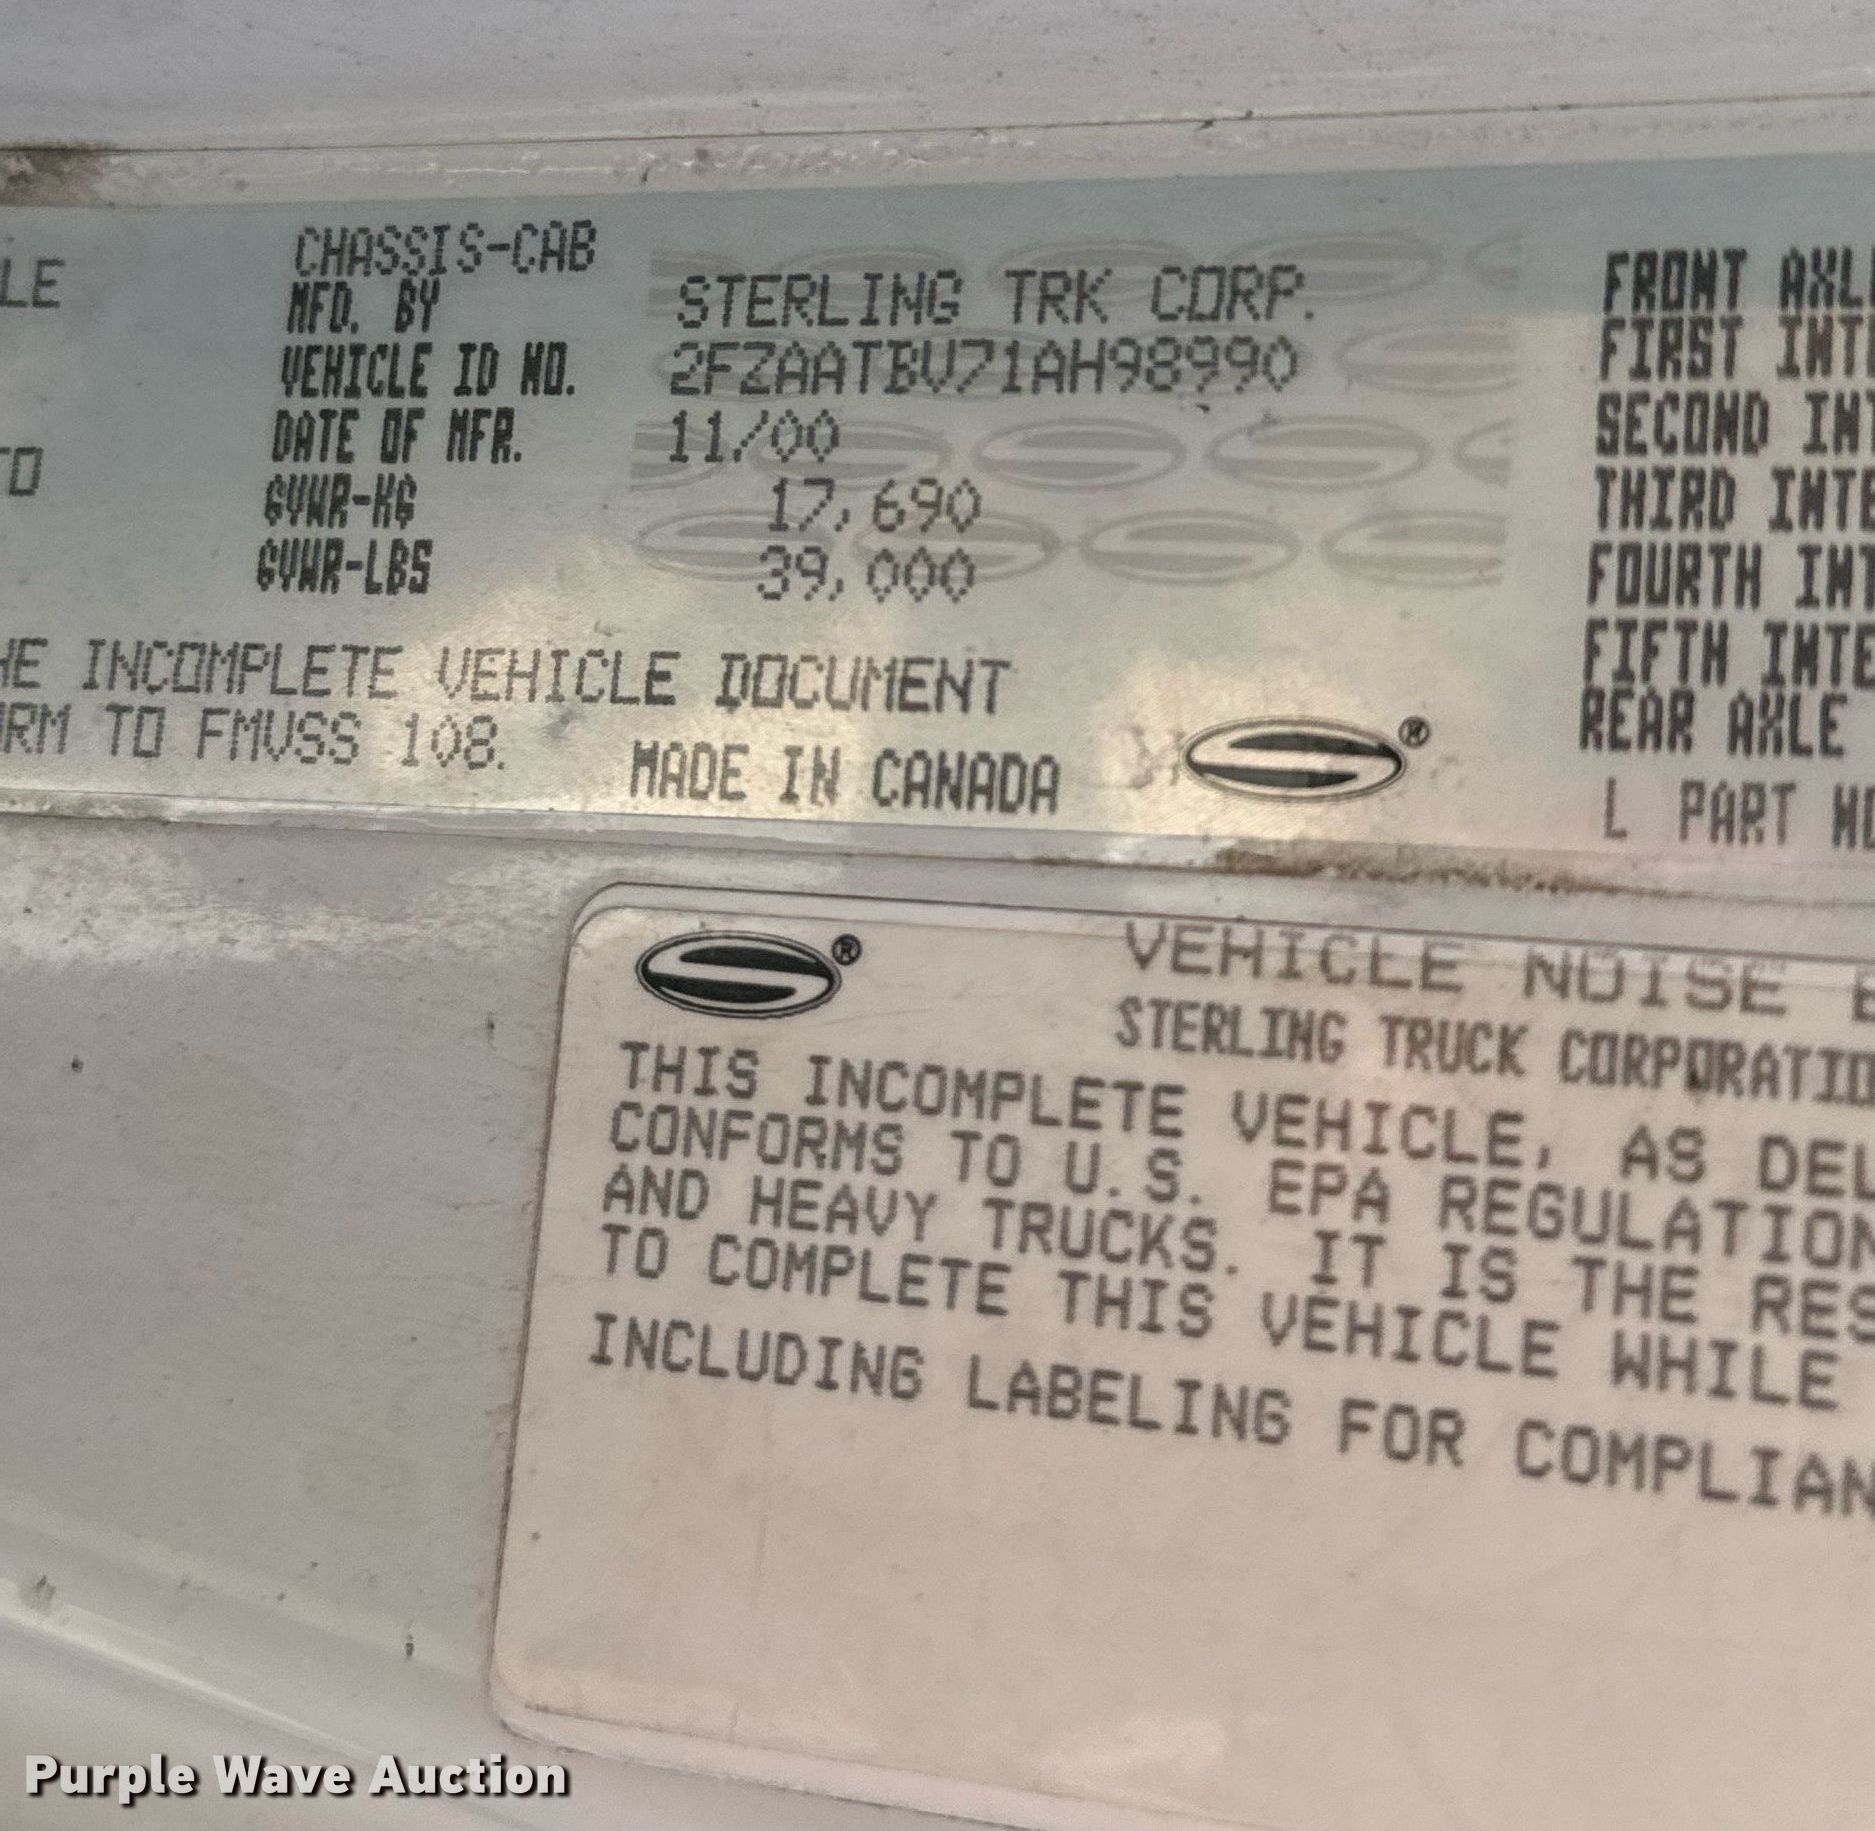 LE
CHASSIS-CAB
MFD. BY STERLING TRK CORP.
VEHICLE ID NO. 2FZAATBV71AH98990
DATE OF MFR. 11/00
TO
GVWR-KG 17,690
GVWR-LBS 39,000
HE INCOMPLETE VEHICLE DOCUMENT
RM TO FMVSS 108.
MADE IN CANADA
®
FRONT AXL
FIRST INT
SECOND INT
THIRD INTE
FOURTH INT
FIFTH INTE
REAR AXLE
L PART NO
®
VEHICLE NOISE E
STERLING TRUCK CORPORATIO
THIS INCOMPLETE VEHICLE, AS DEL
CONFORMS TO U.S. EPA REGULATION
AND HEAVY TRUCKS. IT IS THE RES
TO COMPLETE THIS VEHICLE WHILE
INCLUDING LABELING FOR COMPLIAN
Purple Wave Auction